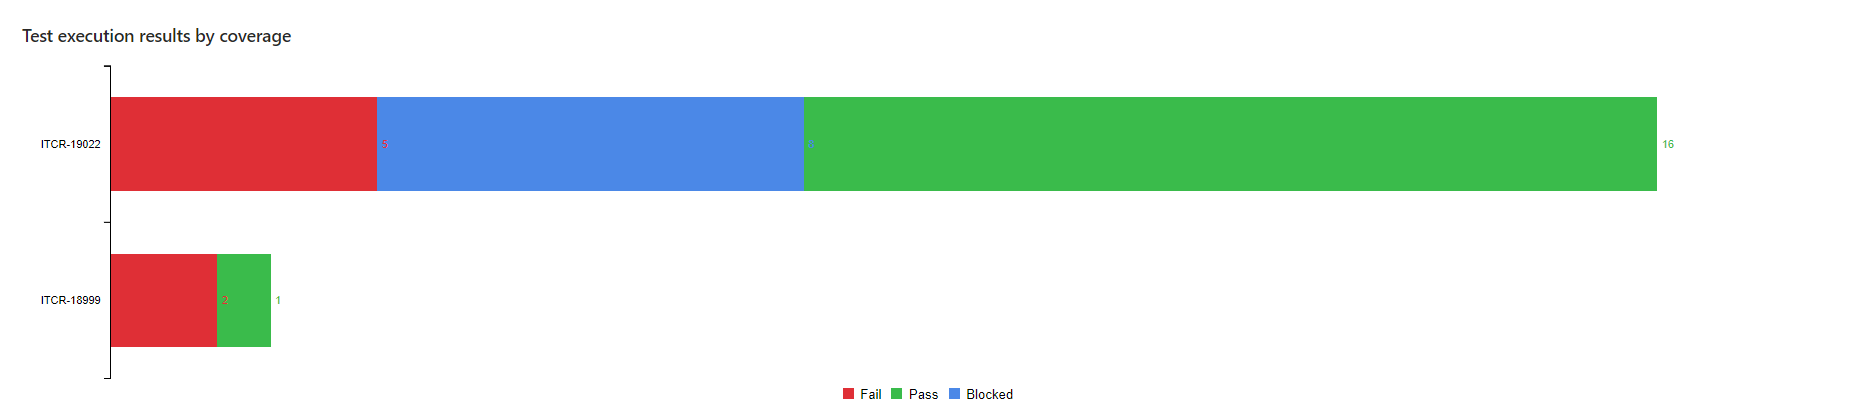 Test execution results by coverage
ITCR-19022
5
16
ITCR-18999
2
1
Fail Pass Blocked